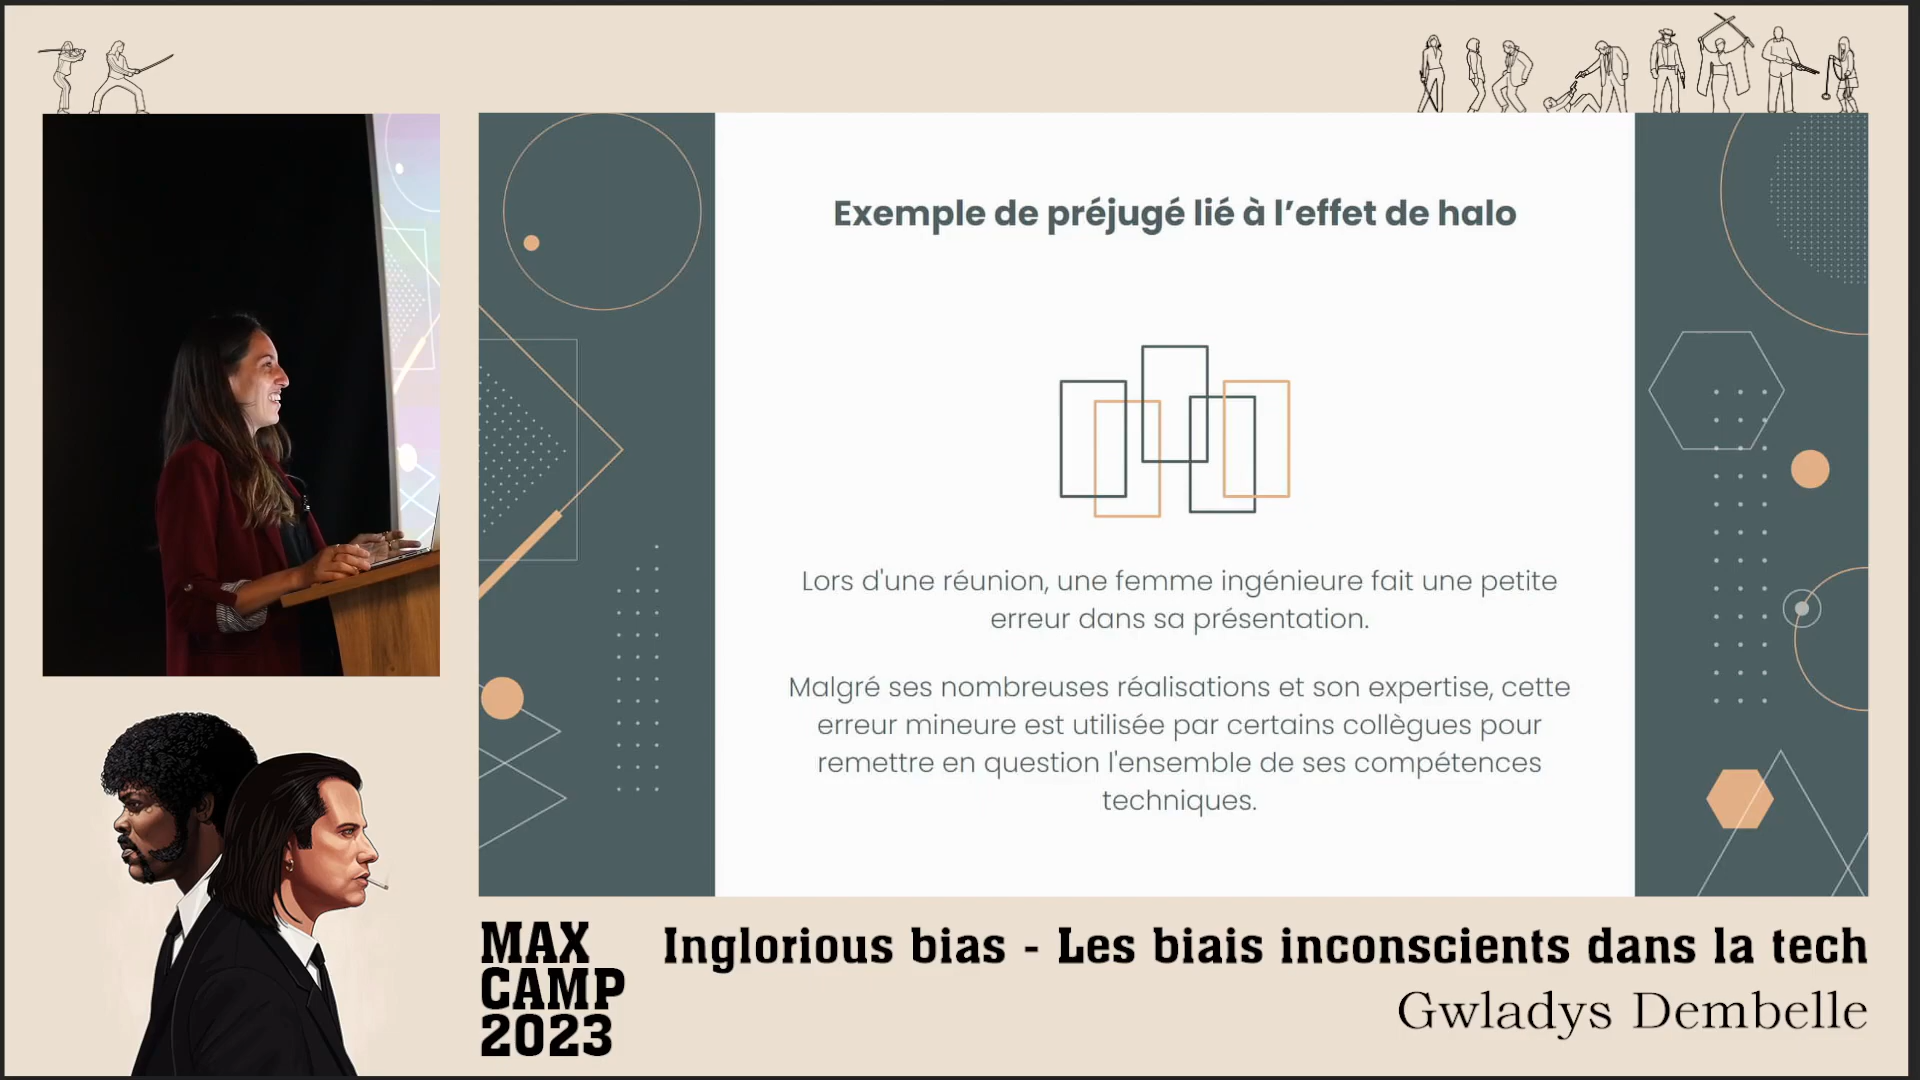 Exemple de préjugé lié à l’effet de halo
Lors d'une réunion, une femme ingénieure fait une petite
erreur dans sa présentation.
Malgré ses nombreuses réalisations et son expertise, cette
erreur mineure est utilisée par certains collègues pour
remettre en question l'ensemble de ses compétences
techniques.
MAX
CAMP
2023
Inglorious bias - Les biais inconscients dans la tech
Gwladys Dembelle